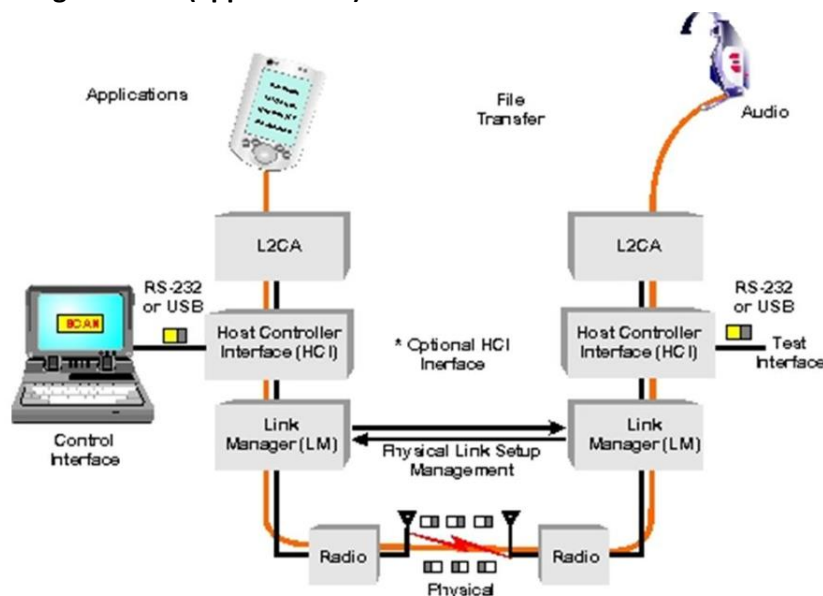 Applications
File
Transfer
Audio
L2CA
L2CA
RS-232
or USB
RS-232
or USB
SCAN
Host Controller
Interface (HCI)
* Optional HCI
Inerface
Host Controller
Interface (HCI)
Test
Interface
Link
Manager (LM)
Link
Manager (LM)
Control
Interface
Physical Link Setup
Management
Radio
Radio
Physical